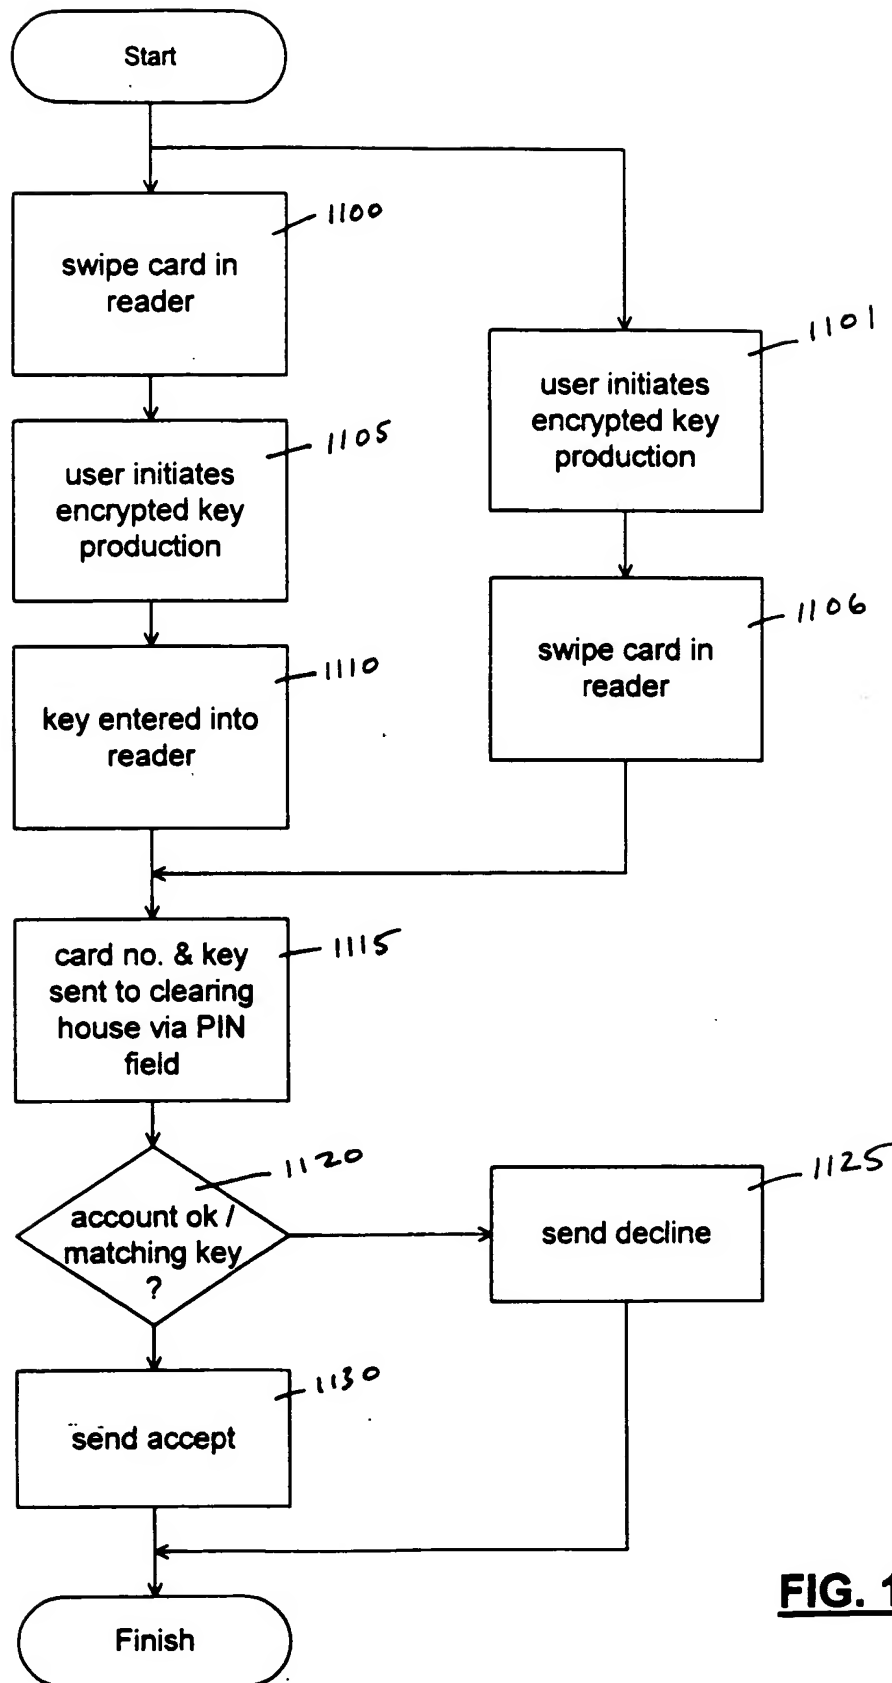 Start
1100
swipe card in
reader
1101
user initiates
encrypted key
production
1105
user initiates
encrypted key
production
1106
swipe card in
reader
1110
key entered into
reader
1115
card no. & key
sent to clearing
house via PIN
field
1120
account ok /
matching key
?
1125
send decline
1130
send accept
FIG. 1
Finish